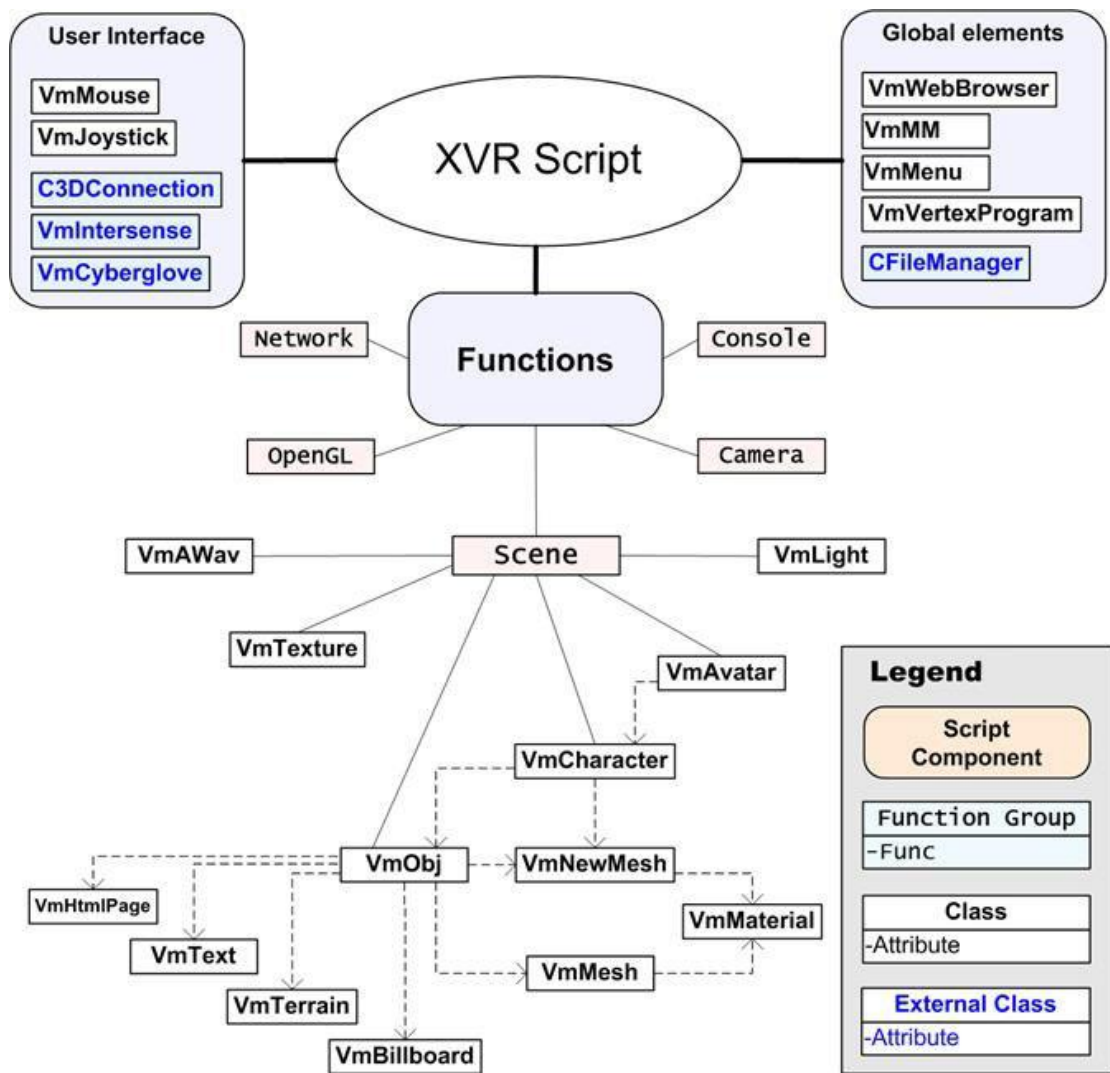 User Interface
VmMouse
VmJoystick
C3DConnection
VmIntersense
VmCyberglove
XVR Script
Global elements
VmWebBrowser
VmMM
VmMenu
VmVertexProgram
CFileManager
Network
Functions
Console
OpenGL
Camera
VmAWav
Scene
VmLight
VmTexture
VmAvatar
VmCharacter
VmObj
VmNewMesh
VmHtmlPage
VmMaterial
VmText
VmMesh
VmTerrain
VmBillboard
Legend
Script
Component
Function Group
-Func
Class
-Attribute
External Class
-Attribute